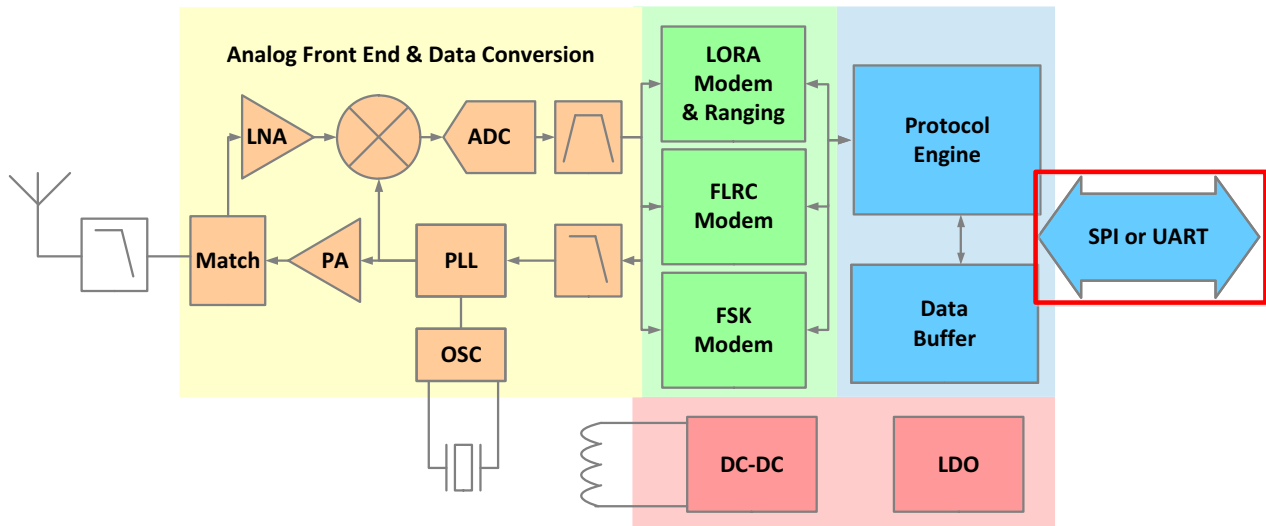 Analog Front End & Data Conversion
LNA
ADC
LORA
Modem
& Ranging
Protocol
Engine
FLRC
Modem
SPI or UART
Match
PA
PLL
FSK
Modem
Data
Buffer
OSC
DC-DC
LDO